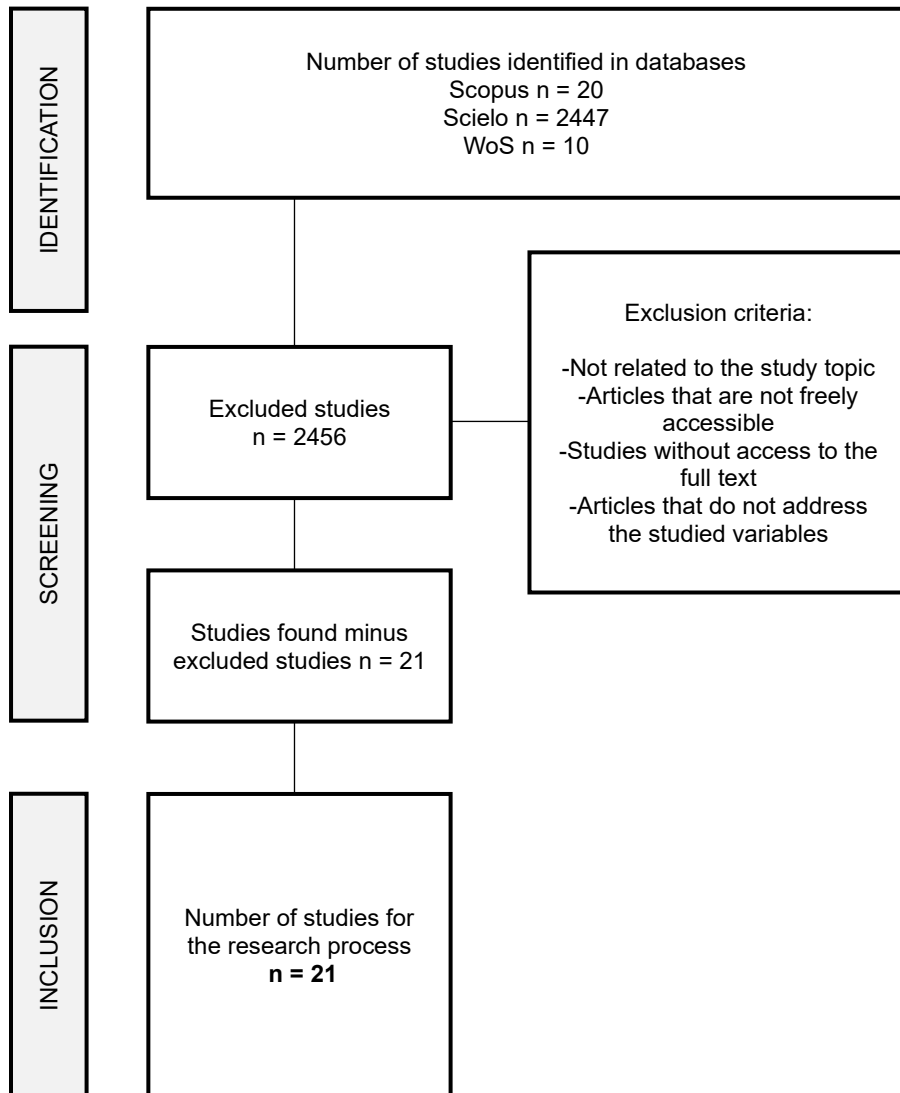 IDENTIFICATION
Number of studies identified in databases
Scopus n = 20
Scielo n = 2447
WoS n = 10
Exclusion criteria:
-Not related to the study topic
-Articles that are not freely
accessible
-Studies without access to the
full text
-Articles that do not address
the studied variables
SCREENING
Excluded studies
n = 2456
Studies found minus
excluded studies n = 21
INCLUSION
Number of studies for
the research process
n = 21